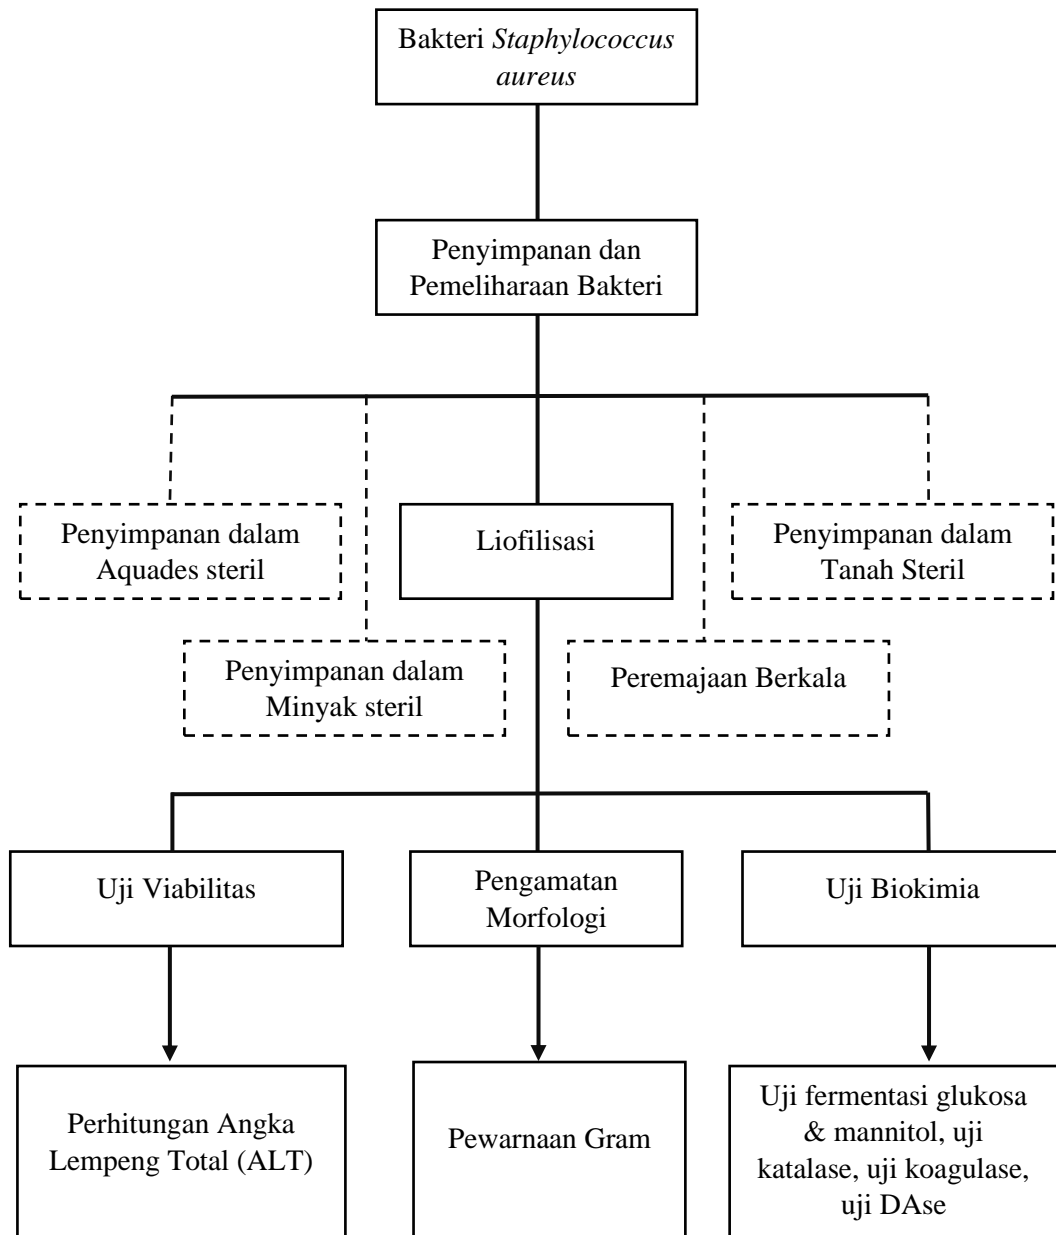 Bakteri Staphylococcus
aureus
Penyimpanan dan
Pemeliharaan Bakteri
Penyimpanan dalam
Aquades steril
Liofilisasi
Penyimpanan dalam
Tanah Steril
Penyimpanan dalam
Minyak steril
Peremajaan Berkala
Uji Viabilitas
Pengamatan
Morfologi
Uji Biokimia
Perhitungan Angka
Lempeng Total (ALT)
Pewarnaan Gram
Uji fermentasi glukosa
& mannitol, uji
katalase, uji koagulase,
uji DAse